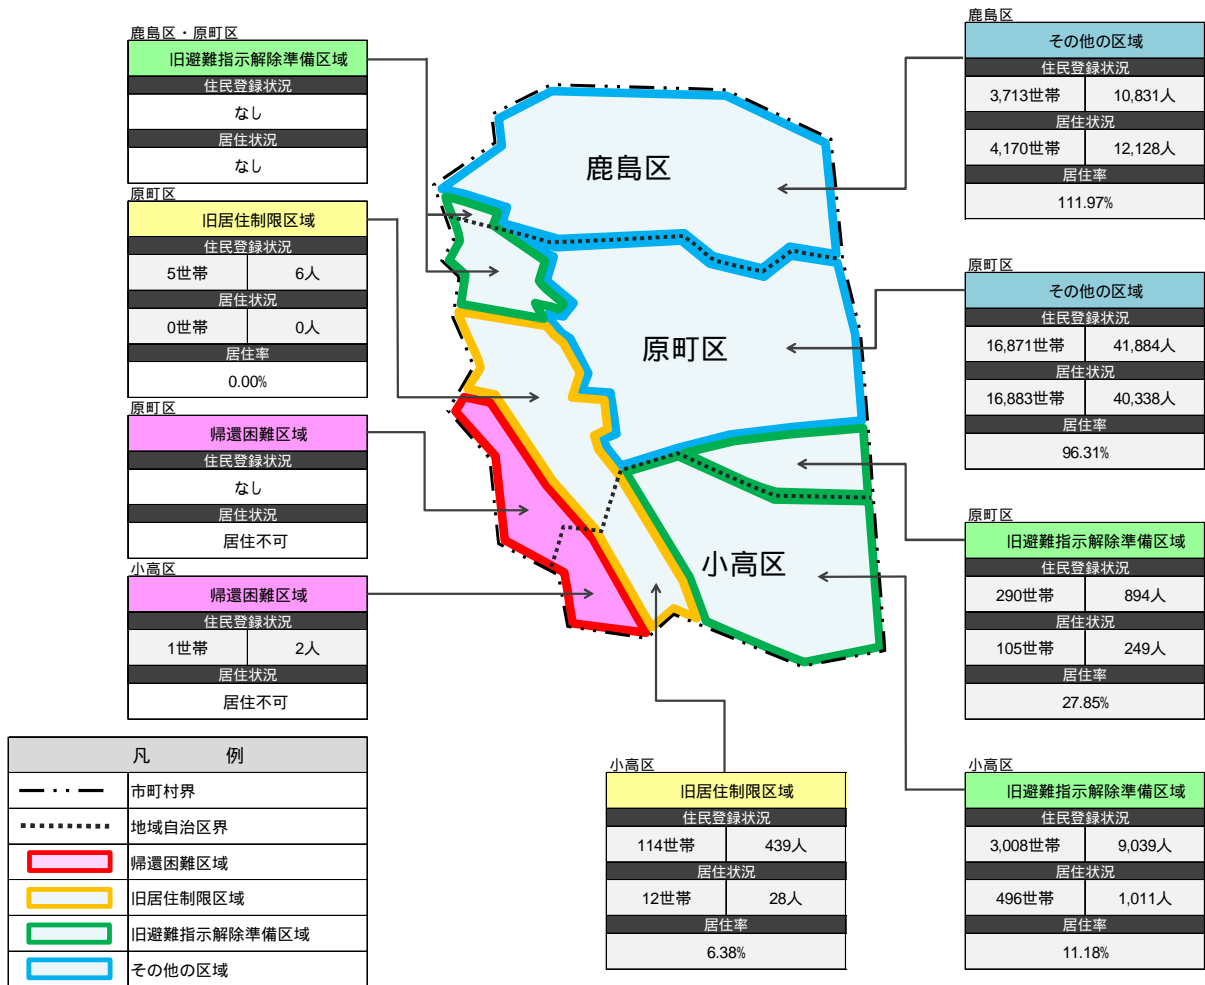 鹿島区・原町区
旧避難指示解除準備区域
住民登録状況
なし
居住状況
なし
原町区
旧居住制限区域
住民登録状況
5世帯 6人
居住状況
0世帯 0人
居住率
0.00%
原町区
帰還困難区域
住民登録状況
なし
居住状況
居住不可
小高区
帰還困難区域
住民登録状況
1世帯 2人
居住状況
居住不可
凡 例
市町村界
地域自治区界
帰還困難区域
旧居住制限区域
旧避難指示解除準備区域
その他の区域
鹿島区
原町区
小高区
小高区
旧居住制限区域
住民登録状況
114世帯 439人
居住状況
12世帯 28人
居住率
6.38%
鹿島区
その他の区域
住民登録状況
3,713世帯 10,831人
居住状況
4,170世帯 12,128人
居住率
111.97%
原町区
その他の区域
住民登録状況
16,871世帯 41,884人
居住状況
16,883世帯 40,338人
居住率
96.31%
原町区
旧避難指示解除準備区域
住民登録状況
290世帯 894人
居住状況
105世帯 249人
居住率
27.85%
小高区
旧避難指示解除準備区域
住民登録状況
3,008世帯 9,039人
居住状況
496世帯 1,011人
居住率
11.18%